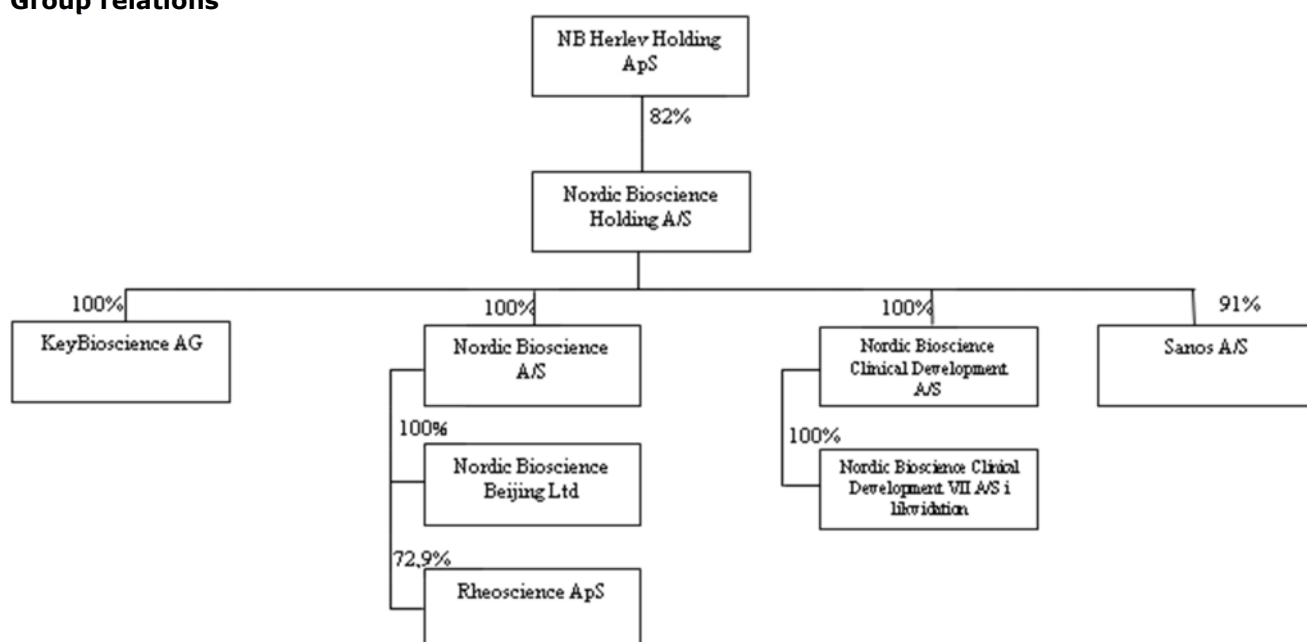 Group relations
NB Herlev Holding
ApS
82%
Nordic Bioscience
Holding A/S
100%
100%
100%
91%
KeyBioscience AG
Nordic Bioscience
A/S
Nordic Bioscience
Clinical Development
A/S
Sanos A/S
100%
100%
Nordic Bioscience
Beijing Ltd
Nordic Bioscience Clinical
Development VII A/S i
likvidation
72,9%
Rheoscience ApS